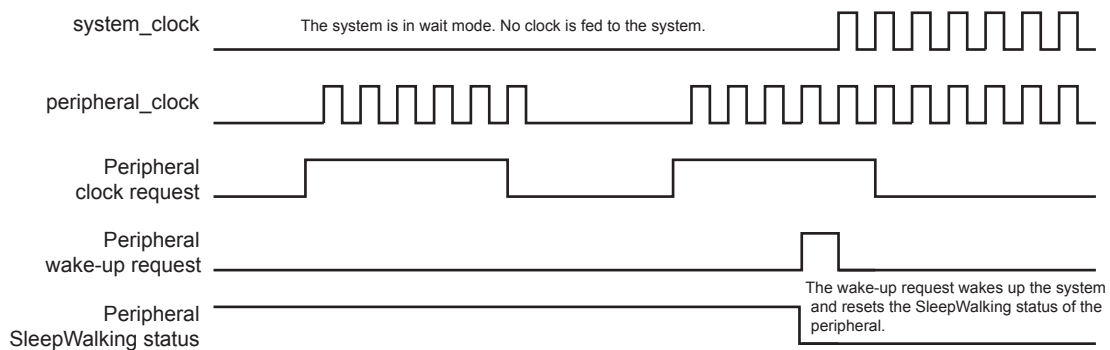 system_clock
The system is in wait mode. No clock is fed to the system.
peripheral_clock
Peripheral
clock request
Peripheral
wake-up request
The wake-up request wakes up the system
and resets the SleepWalking status of the
peripheral.
Peripheral
SleepWalking status